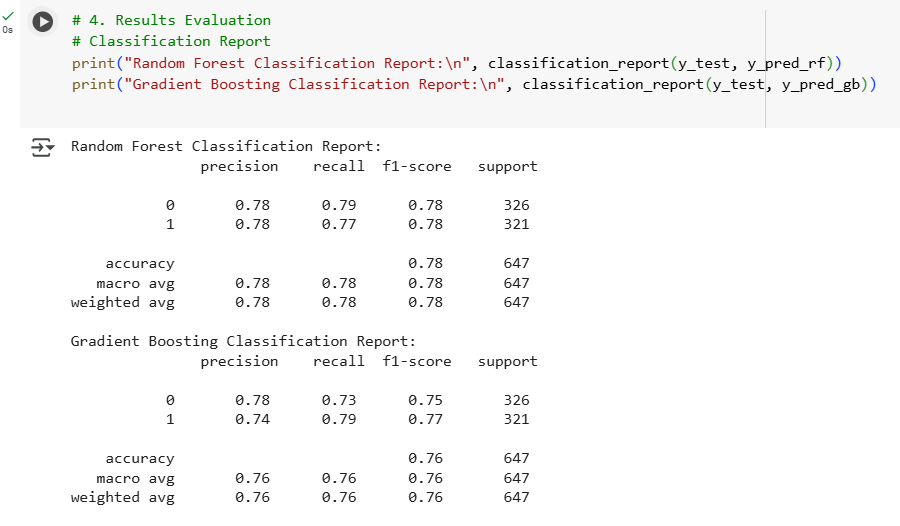 0s
# 4. Results Evaluation
# Classification Report
print("Random Forest Classification Report:\n", classification_report(y_test, y_pred_rf))
print("Gradient Boosting Classification Report:\n", classification_report(y_test, y_pred_gb))
Random Forest Classification Report:
precision recall f1-score support
0 0.78 0.79 0.78 326
1 0.78 0.77 0.78 321
accuracy 0.78 647
macro avg 0.78 0.78 0.78 647
weighted avg 0.78 0.78 0.78 647
Gradient Boosting Classification Report:
precision recall f1-score support
0 0.78 0.73 0.75 326
1 0.74 0.79 0.77 321
accuracy 0.76 647
macro avg 0.76 0.76 0.76 647
weighted avg 0.76 0.76 0.76 647